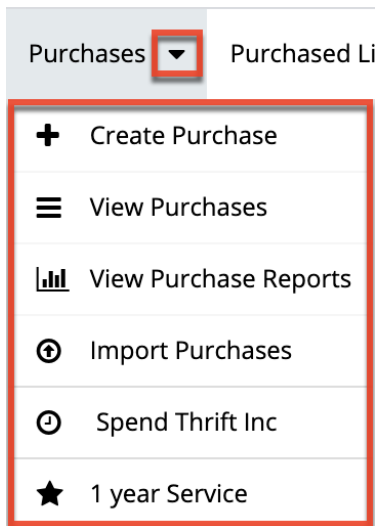 Purchases Purchased Li
Create Purchase
View Purchases
View Purchase Reports
Import Purchases
Spend Thrift Inc
1 year Service